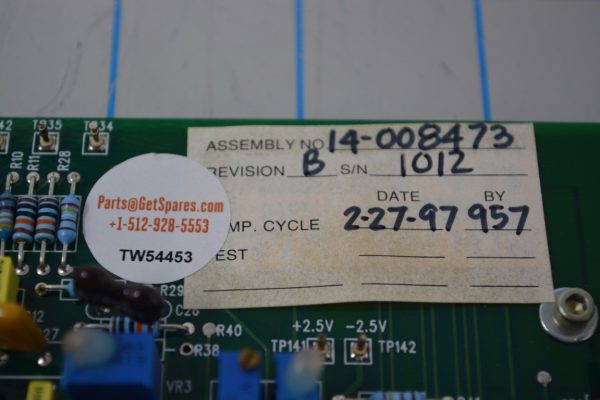 TP35
TP34
R10
R11
R28
ASSEMBLY NO 14-008473
REVISION B S/N 1012
DATE BY
MP. CYCLE 2-27-97 957
EST
Parts@GetSpares.com
+1-512-928-5553
TW54453
R29
C28
R40
R38
+2.5V -2.5V
TP141 TP142
VR3